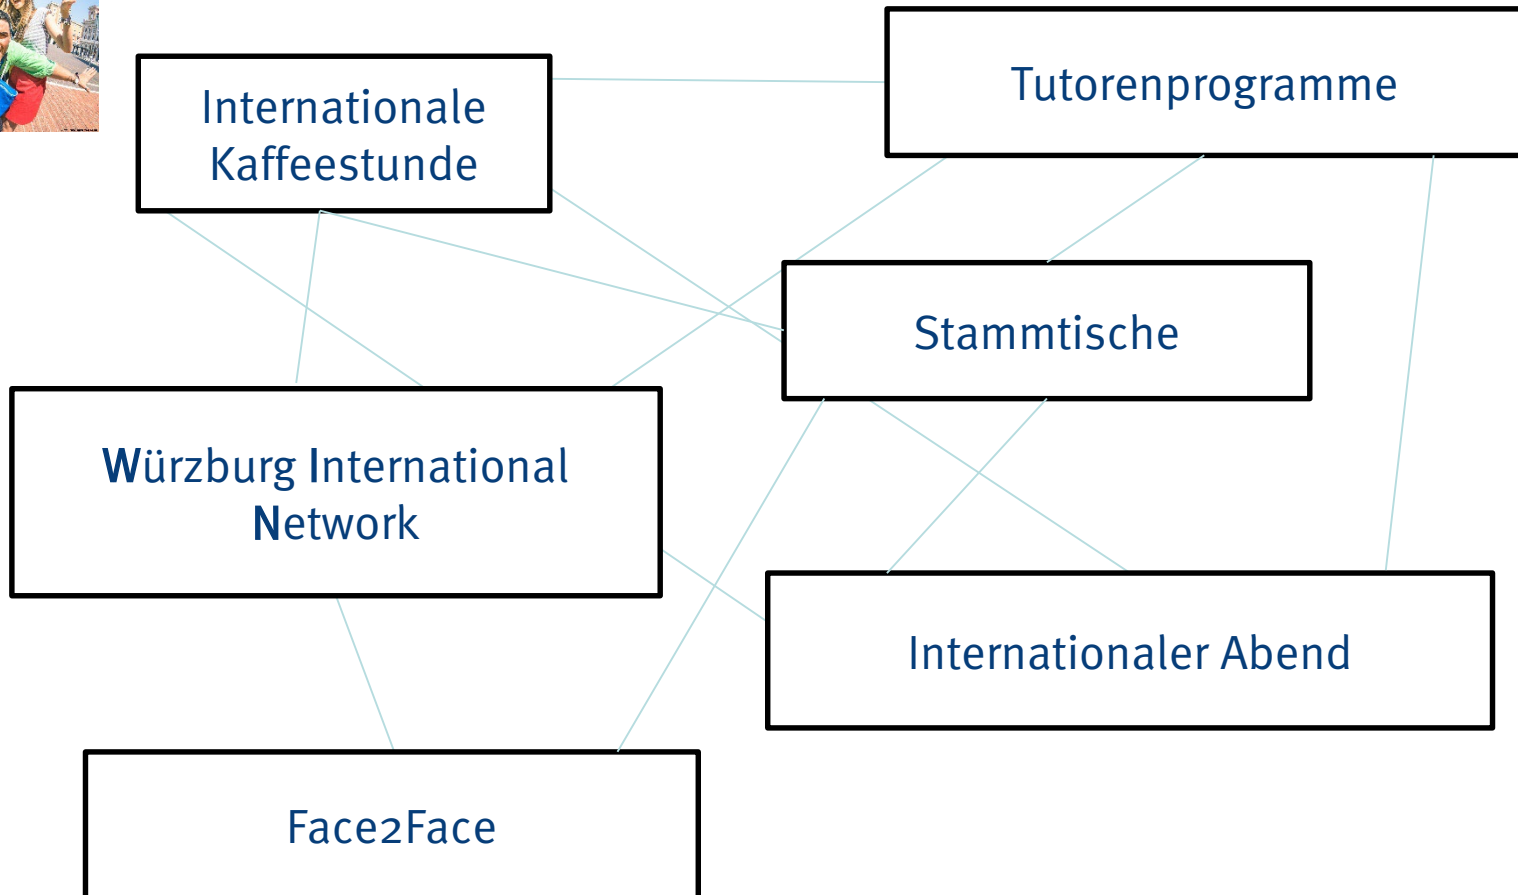 Internationale
Kaffeestunde
Tutorenprogramme
Stammtische
Würzburg International
Network
Internationaler Abend
Face2Face